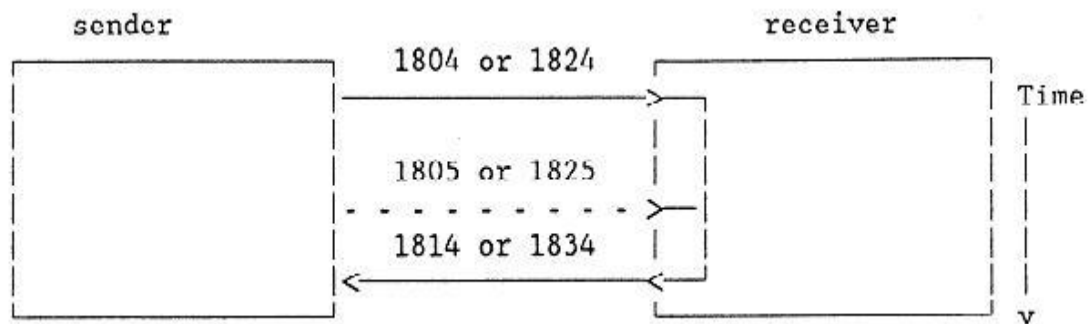 sender
receiver
1804 or 1824
Time
1805 or 1825
1814 or 1834
v